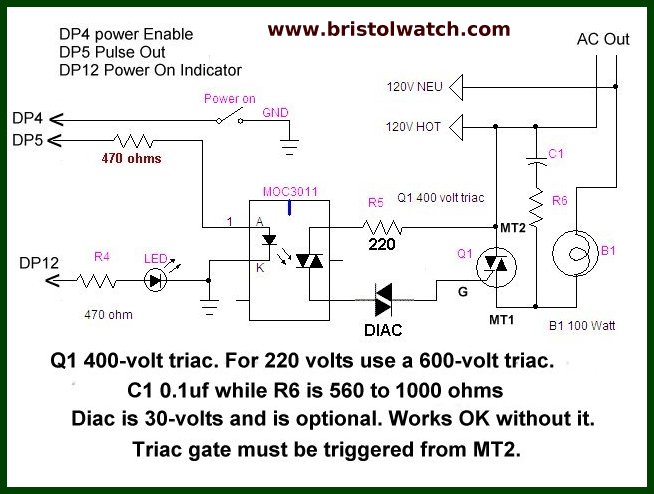 DP4 power Enable
DP5 Pulse Out
DP12 Power On Indicator
www.bristolwatch.com
AC Out
120V NEU
Power on
GND
DP4
DP5
470 ohms
120V HOT
C1
MOC3011
R5
Q1 400 volt triac
R6
1
A
220
MT2
Q1
B1
K
DP12
R4
LED
G
470 ohm
DIAC
MT1
B1 100 Watt
Q1 400-volt triac. For 220 volts use a 600-volt triac.
C1 0.1uf while R6 is 560 to 1000 ohms
Diac is 30-volts and is optional. Works OK without it.
Triac gate must be triggered from MT2.